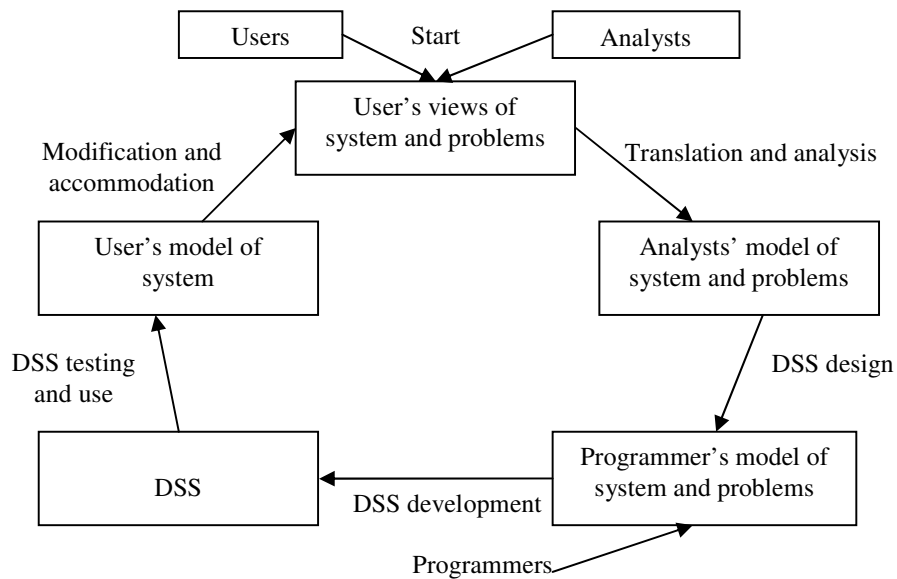 Users
Start
Analysts
User’s views of
system and problems
Modification and
accommodation
Translation and analysis
User’s model of
system
Analysts’ model of
system and problems
DSS testing
and use
DSS design
DSS
Programmer’s model of
system and problems
DSS development
Programmers